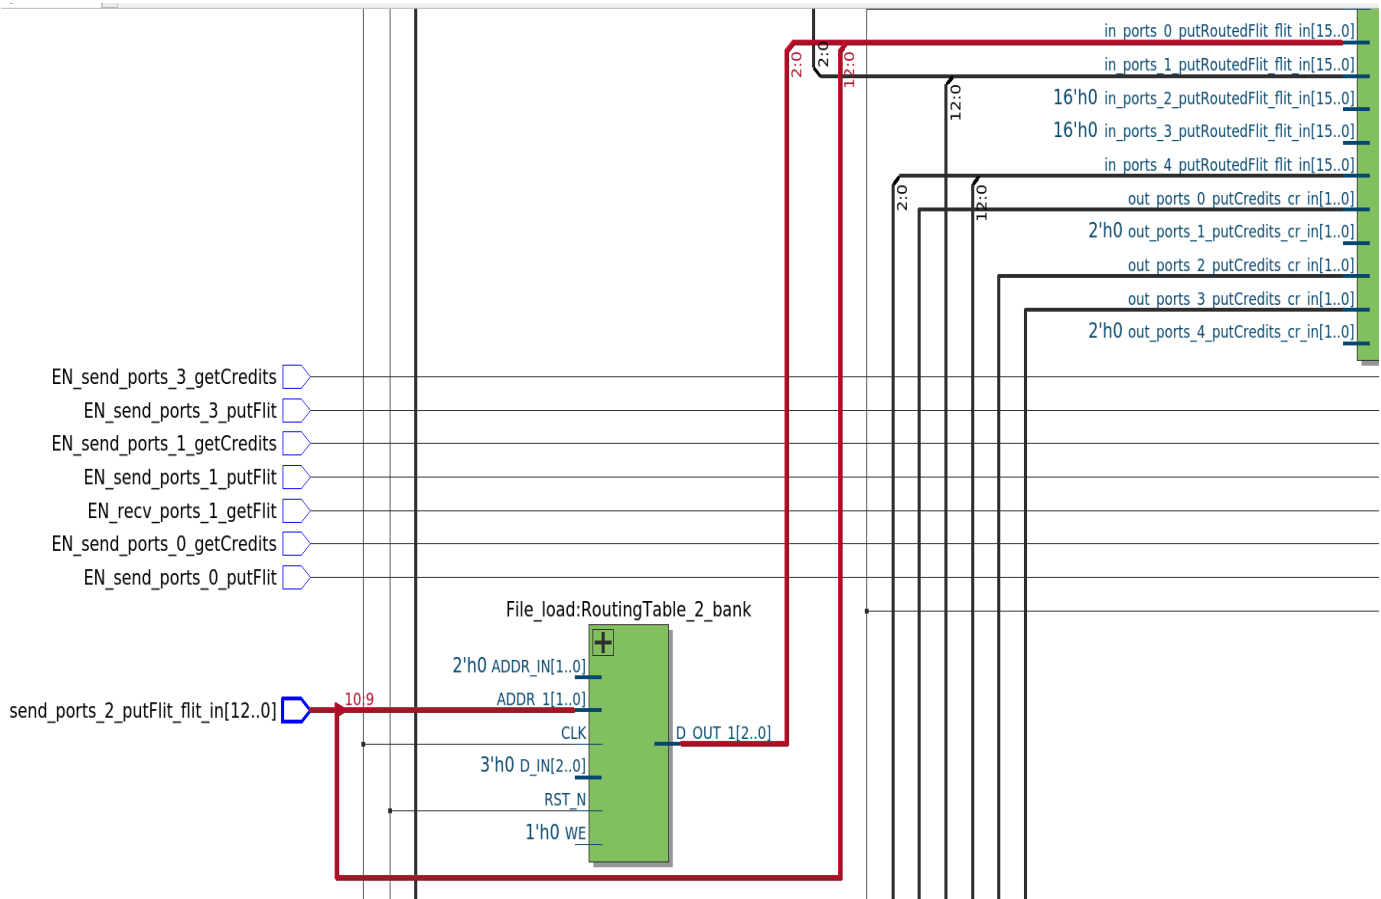 in_ports_0_putRoutedFlit_flit_in[15..0]
2:0
2:0
12:0
in_ports_1_putRoutedFlit_flit_in[15..0]
12:0
16'h0 in_ports_2_putRoutedFlit_flit_in[15..0]
16'h0 in_ports_3_putRoutedFlit_flit_in[15..0]
in_ports_4_putRoutedFlit_flit_in[15..0]
2:0
12:0
out_ports_0_putCredits_cr_in[1..0]
2'h0 out_ports_1_putCredits_cr_in[1..0]
out_ports_2_putCredits_cr_in[1..0]
out_ports_3_putCredits_cr_in[1..0]
2'h0 out_ports_4_putCredits_cr_in[1..0]
EN_send_ports_3_getCredits
EN_send_ports_3_putFlit
EN_send_ports_1_getCredits
EN_send_ports_1_putFlit
EN_recv_ports_1_getFlit
EN_send_ports_0_getCredits
EN_send_ports_0_putFlit
File_load:RoutingTable_2_bank
2'h0 ADDR_IN[1..0]
send_ports_2_putFlit_flit_in[12..0]
10:9
ADDR_1[1..0]
CLK
D_OUT_1[2..0]
3'h0 D_IN[2..0]
RST_N
1'h0 WE